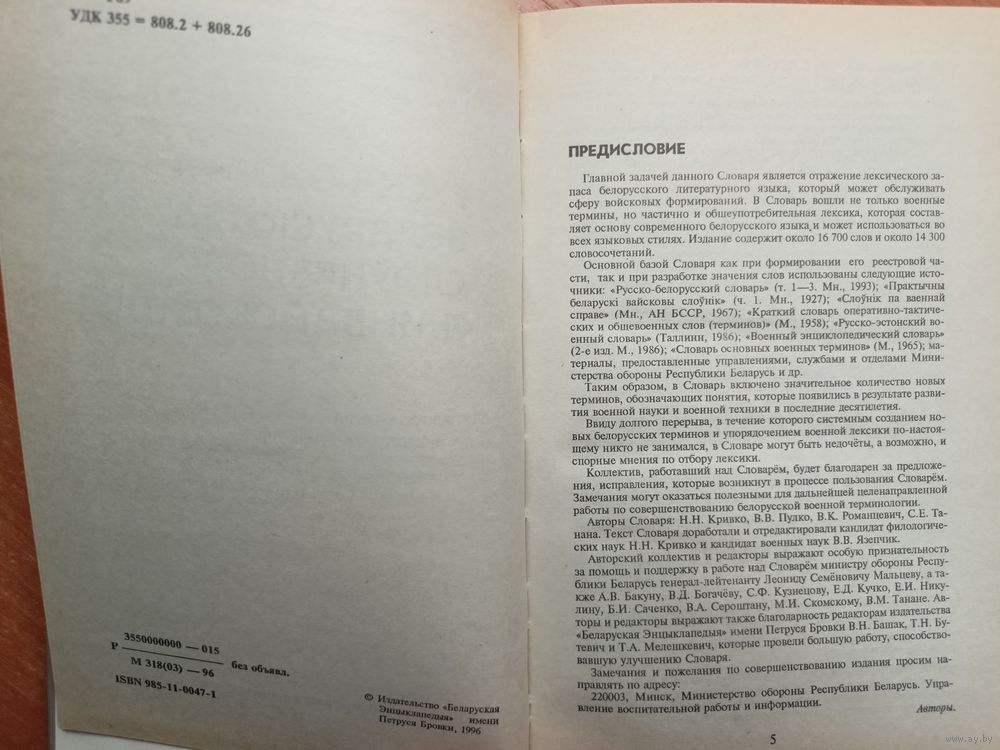 УДК 355 = 808.2 + 808.26
Р 3550000000 — 015
М 318(03) — 96 без объявл.
ISBN 985-11-0047-1
© Издательство «Беларуская
Энцыклапедыя» имени
Петруся Бровки, 1996
ПРЕДИСЛОВИЕ
Главной задачей данного Словаря является отражение лексического за-
паса белорусского литературного языка, который может обслуживать
сферу войсковых формирований. В Словарь вошли не только военные
термины, но частично и общеупотребительная лексика, которая состав-
ляет основу современного белорусского языка и может использоваться во
всех языковых стилях. Издание содержит около 16 700 слов и около 14 300
словосочетаний.
Основной базой Словаря как при формировании его реестровой ча-
сти, так и при разработке значения слов использованы следующие исто-
чники: «Русско-белорусский словарь» (т. 1—3. Мн., 1993); «Практычны
беларускі вайсковы слоўнік» (ч. 1. Мн., 1927); «Слоўнік па ваеннай
справе» (Мн., АН БССР, 1967); «Краткий словарь оперативно-тактиче-
ских и общевоенных слов (терминов)» (М., 1958); «Русско-эстонский во-
енный словарь» (Таллинн, 1986); «Военный энциклопедический словарь»
(2-е изд. М., 1986); «Словарь основных военных терминов» (М., 1965); ма-
териалы, предоставленные управлениями, службами и отделами Мини-
стерства обороны Республики Беларусь и др.
Таким образом, в Словарь включено значительное количество новых
терминов, обозначающих понятия, которые появились в результате разви-
тия военной науки и военной техники в последние десятилетия.
Ввиду долгого перерыва, в течение которого системным созданием но-
вых белорусских терминов и упорядочением военной лексики по-настоя-
щему никто не занимался, в Словаре могут быть недочёты, а возможно, и
спорные мнения по отбору лексики.
Коллектив, работавший над Словарём, будет благодарен за предложе-
ния, исправления, которые возникнут в процессе пользования Словарём.
Замечания могут оказаться полезными для дальнейшей целенаправленной
работы по совершенствованию белорусской военной терминологии.
Авторы Словаря: Н.Н. Кривко, В.В. Пулко, В.К. Романцевич, С.Е. Та-
нана. Текст Словаря доработали и отредактировали кандидат филологиче-
ских наук Н.Н. Кривко и кандидат военных наук В.В. Язепчик.
Авторский коллектив и редакторы выражают особую признательность
за помощь и поддержку в работе над Словарём министру обороны Респу-
блики Беларусь генерал-лейтенанту Леониду Семёновичу Мальцеву, а та-
кже А.В. Бакуну, В.Д. Богачёву, С.Ф. Кузнецову, Е.Д. Кучко, Е.И. Нику-
лину, Б.И. Саченко, В.А. Сероштану, М.И. Скомскому, В.М. Танане. Ав-
торы и редакторы выражают также благодарность редакторам издательства
"Беларуская Энцыклапедыя» имени Петруся Бровки В.Н. Башак, Т.Н. Бу-
тевич и Т.А. Мелешкевич, которые провели большую работу, способство-
вавшую улучшению Словаря.
Замечания и пожелания по совершенствованию издания просим на-
правлять по адресу:
220003, Минск, Министерство обороны Республики Беларусь. Упра-
вление воспитательной работы и информации.
Авторы.
5
www.ay.by